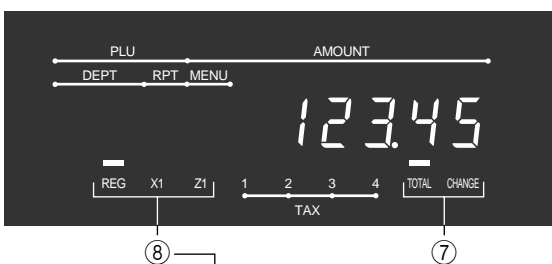 PLU AMOUNT
DEPT RPT MENU
123.45
REG X1 Z1 1 2 3 4 TOTAL CHANGE
TAX
⑧ ⑦